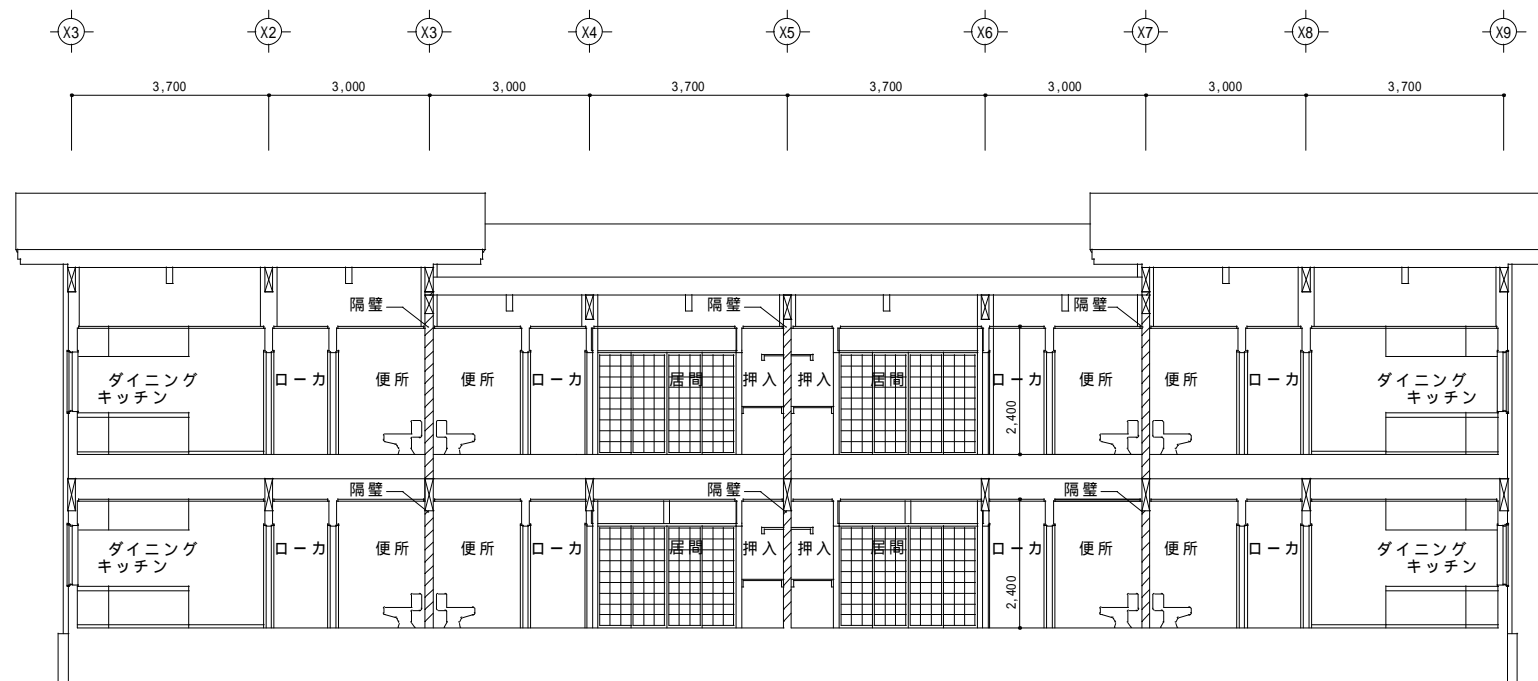 X3 X2 X3 X4 X5 X6 X7 X8 X9
3,700 3,000 3,000 3,700 3,700 3,000 3,000 3,700
隔壁 隔壁 隔壁
ダイニング ローカ 便所 便所 ローカ 居間 押入 押入 居間 ローカ 便所 便所 ローカ ダイニング
キッチン キッチン
2,400
隔壁 隔壁 隔壁
ダイニング ローカ 便所 便所 ローカ 居間 押入 押入 居間 ローカ 便所 便所 ローカ ダイニング
キッチン キッチン
2,400